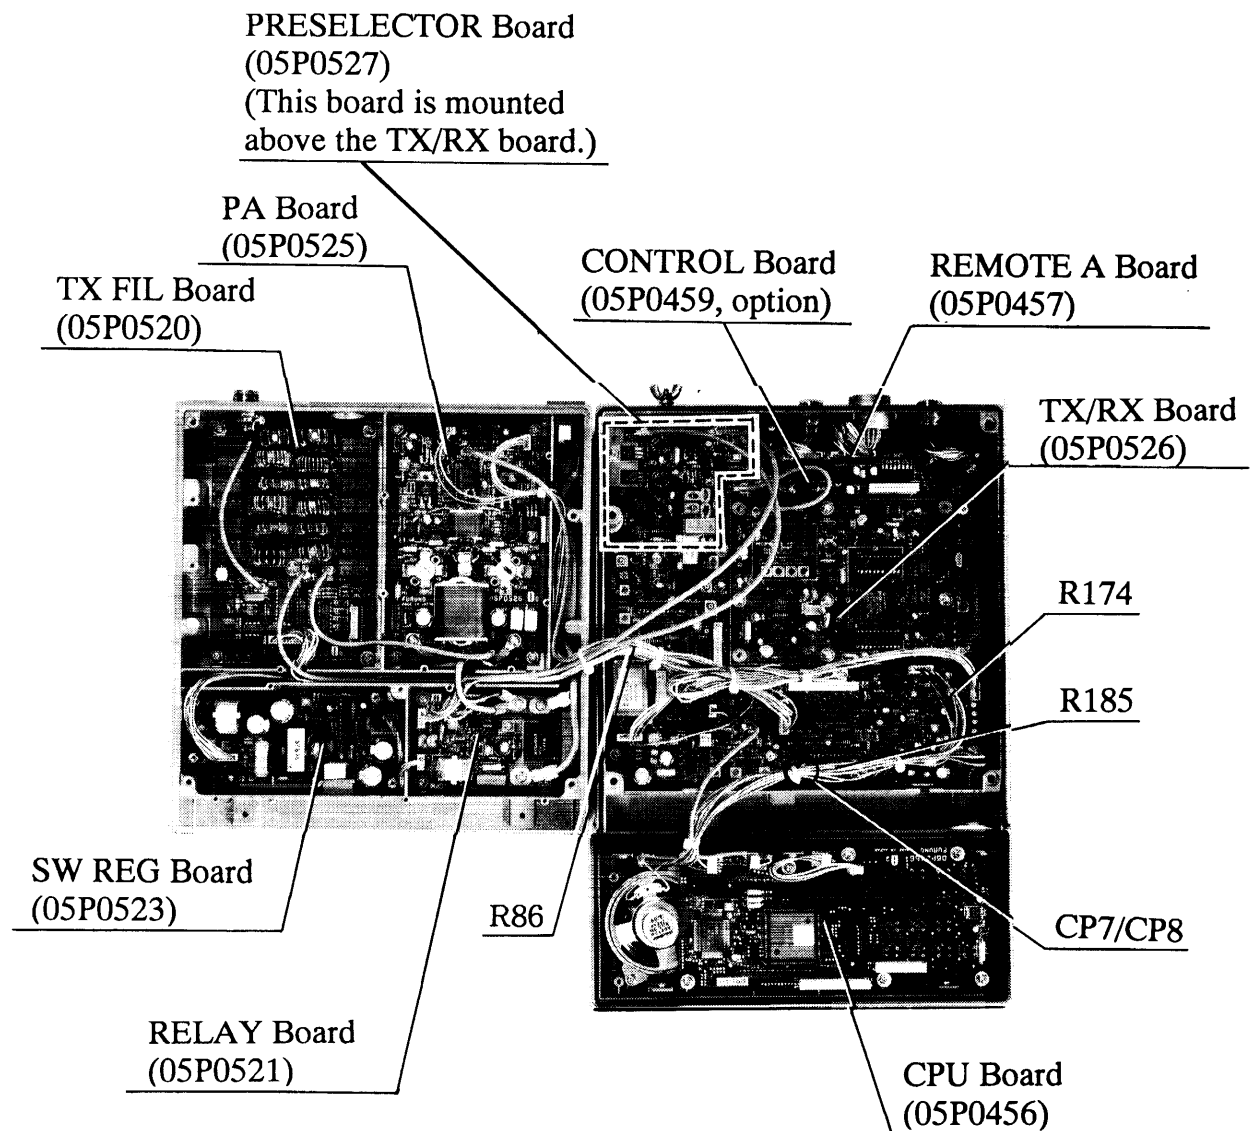 PRESELECTOR Board
(05P0527)
(This board is mounted
above the TX/RX board.)
PA Board
(05P0525)
TX FIL Board
(05P0520)
CONTROL Board
(05P0459, option)
REMOTE A Board
(05P0457)
TX/RX Board
(05P0526)
R174
R185
SW REG Board
(05P0523)
R86
CP7/CP8
RELAY Board
(05P0521)
CPU Board
(05P0456)